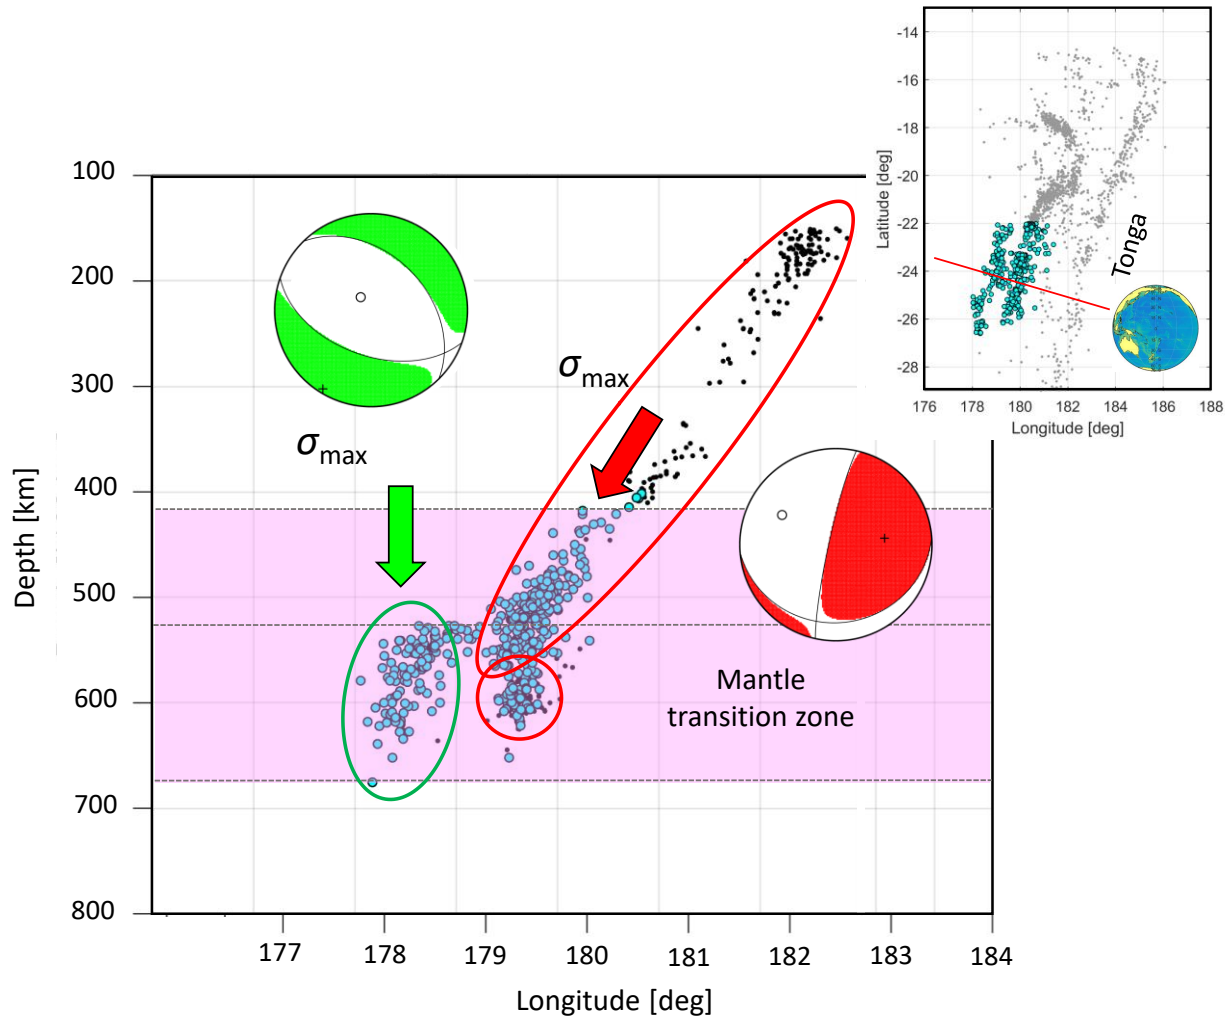 -14
-16
-18
-20
-22
-24
-26
-28
Latitude [deg]
176 178 180 182 184 186 188
Longitude [deg]
Tonga
100
200
300
400
500
600
700
800
Depth [km]
σmax
σmax
Mantle
transition zone
177 178 179 180 181 182 183 184
Longitude [deg]